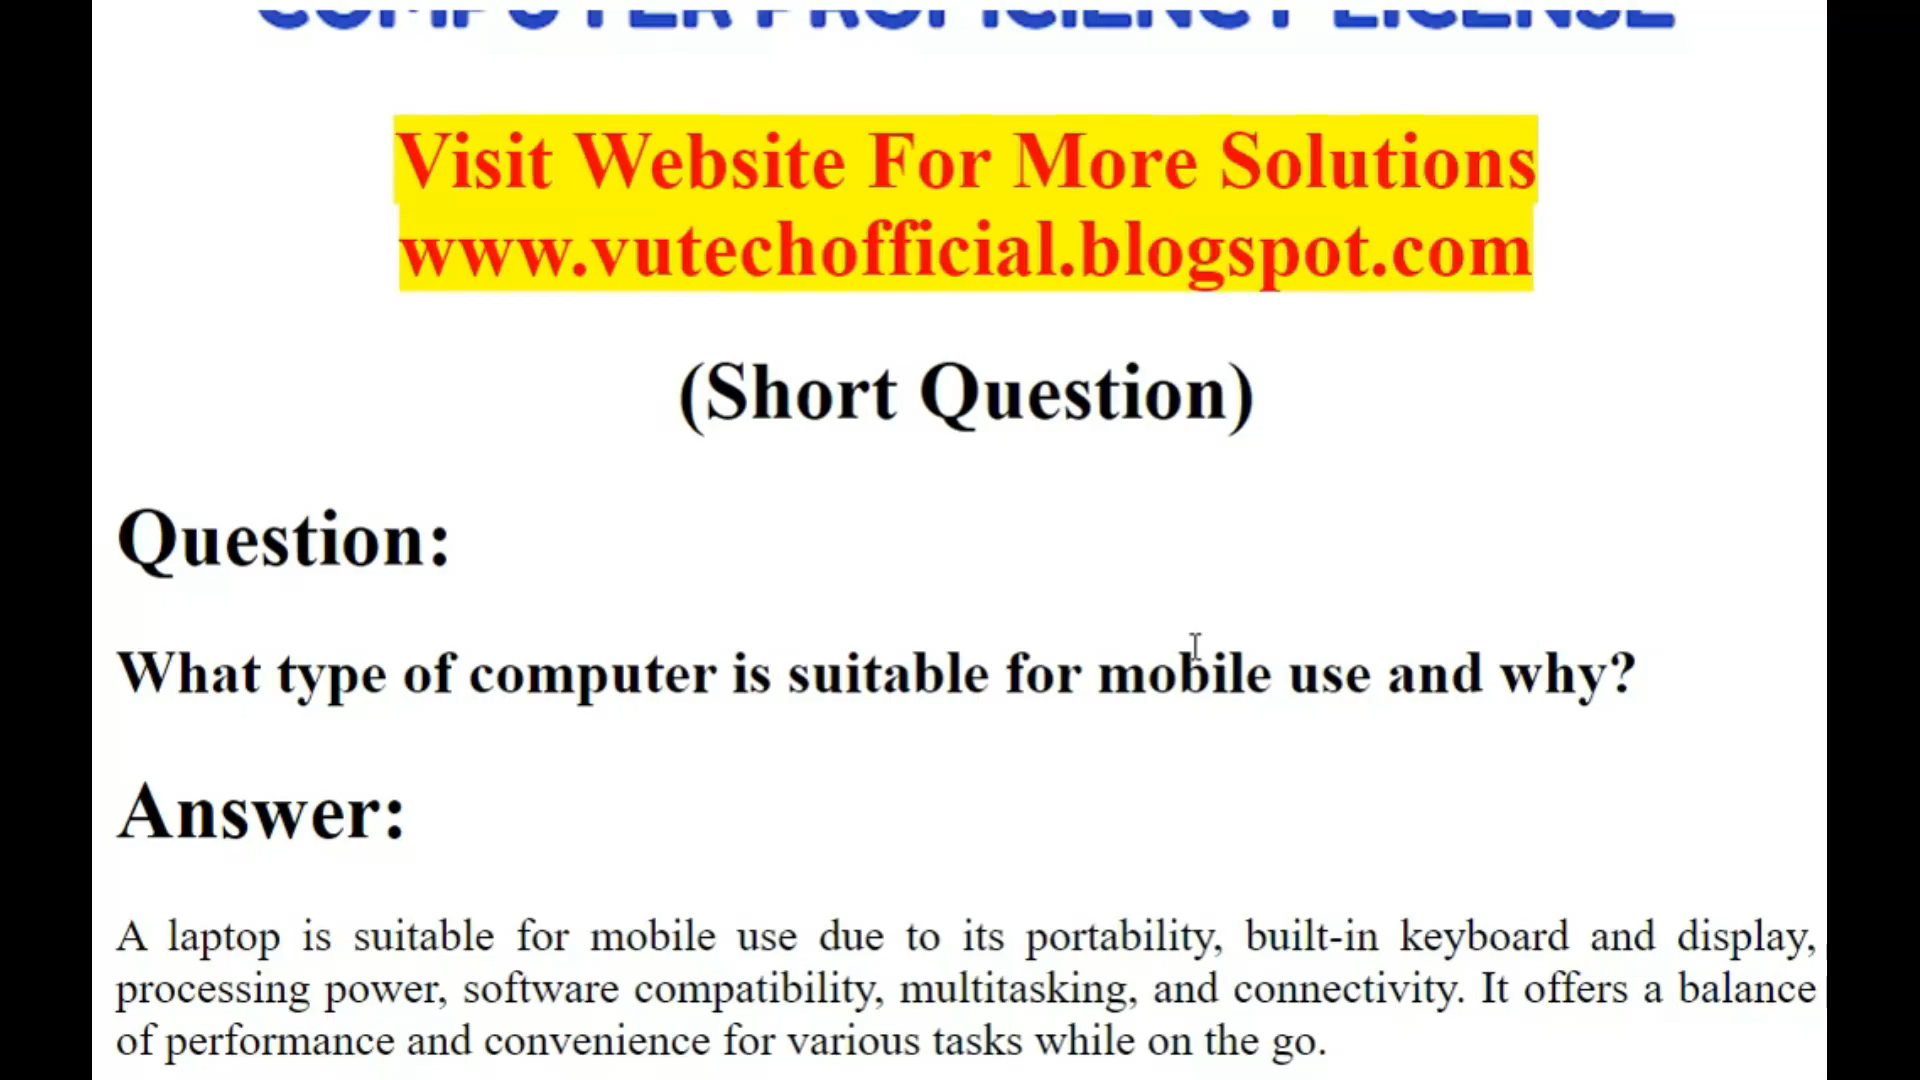 COMPUTER PROFICIENCY LICENSE
Visit Website For More Solutions
www.vutechofficial.blogspot.com
(Short Question)
Question:
What type of computer is suitable for mobile use and why?
Answer:
A laptop is suitable for mobile use due to its portability, built-in keyboard and display,
processing power, software compatibility, multitasking, and connectivity. It offers a balance
of performance and convenience for various tasks while on the go.